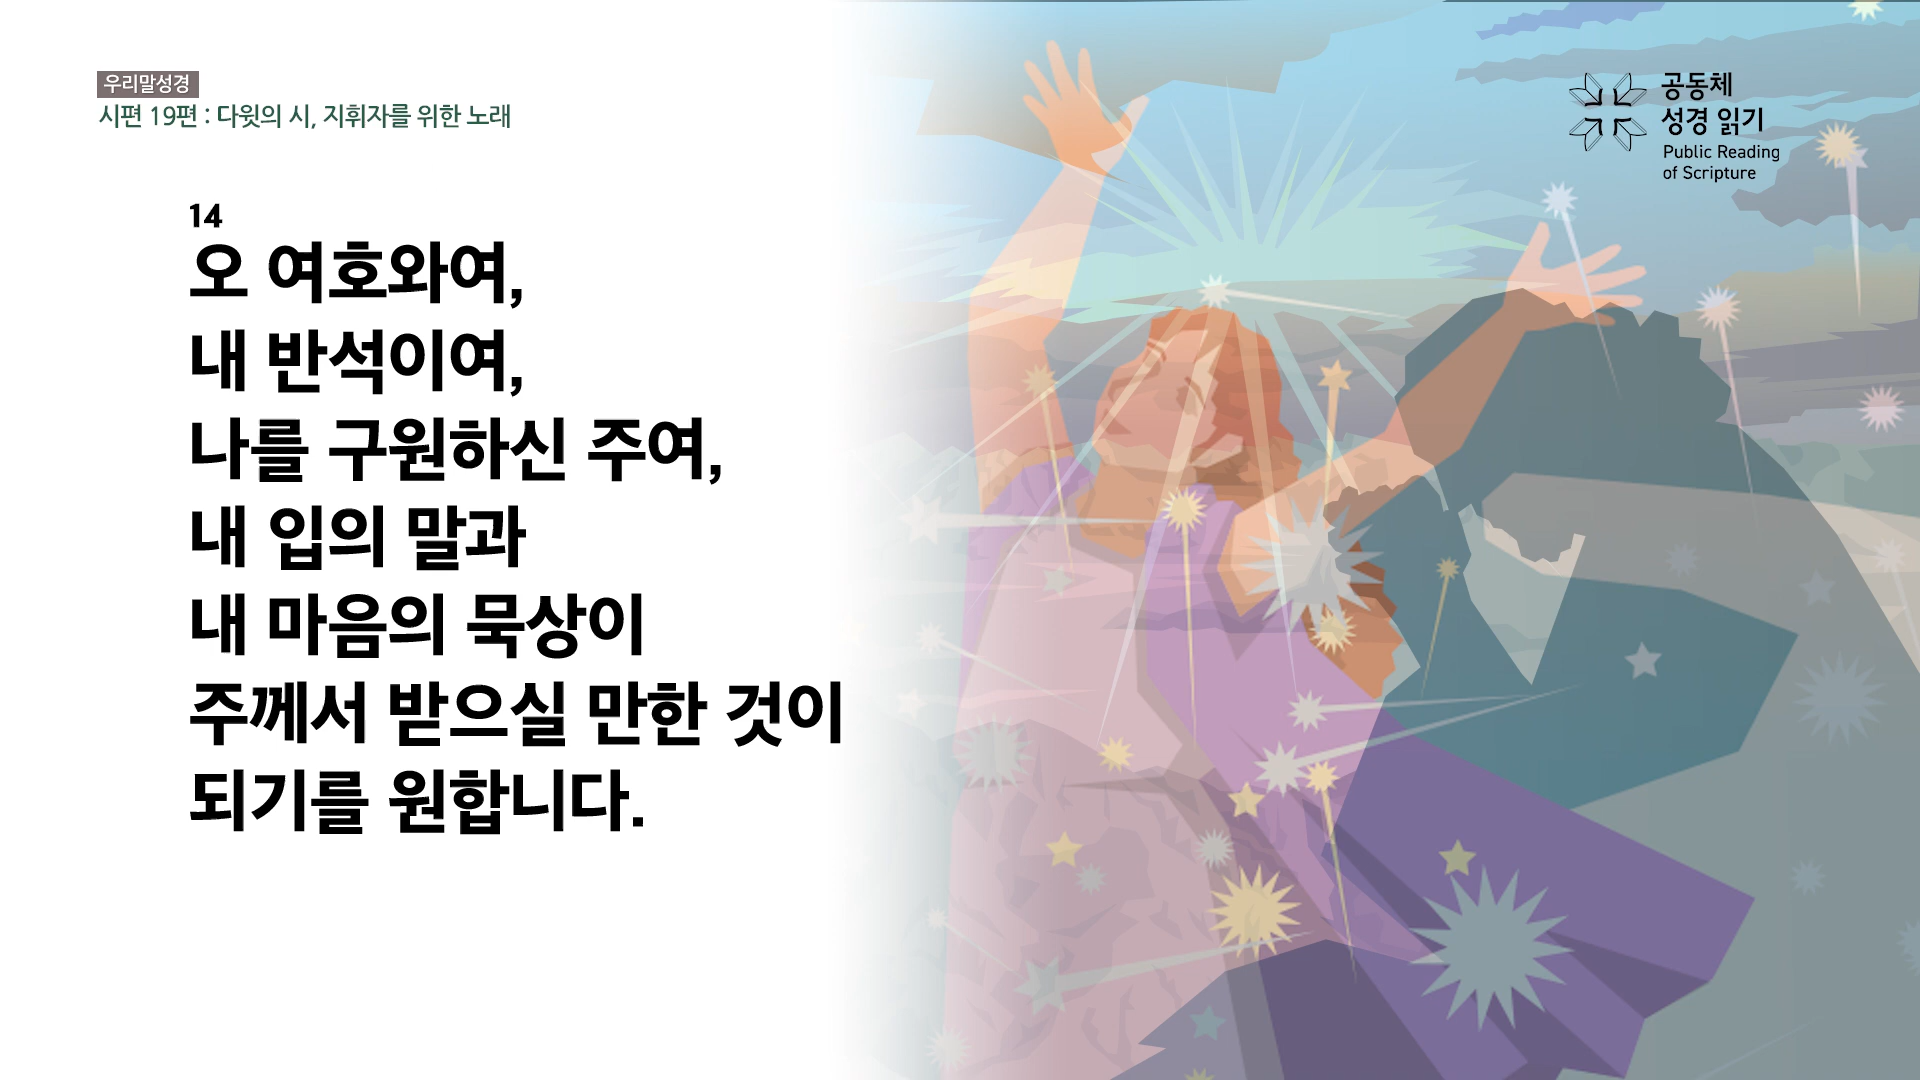 우리말성경
시편 19편 : 다윗의 시, 지휘자를 위한 노래
공동체
성경 읽기
Public Reading
of Scripture
14
오 여호와여,
내 반석이여,
나를 구원하신 주여,
내 입의 말과
내 마음의 묵상이
주께서 받으실 만한 것이
되기를 원합니다.